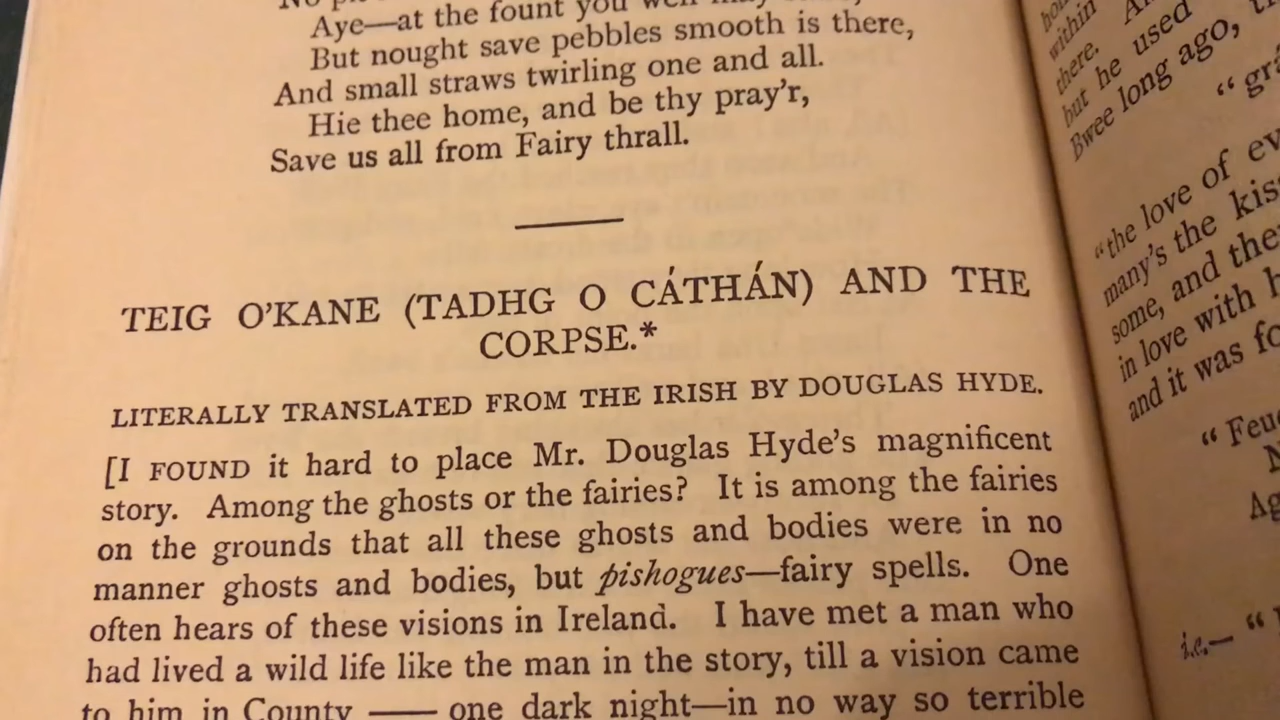 Aye—at the fount you well may
But nought save pebbles smooth is there,
And small straws twirling one and all.
Hie thee home, and be thy pray'r,
Save us all from Fairy thrall.
TEIG O'KANE (TADHG O CÁTHÁN) AND THE
CORPSE.*
LITERALLY TRANSLATED FROM THE IRISH BY DOUGLAS HYDE.
[I FOUND it hard to place Mr. Douglas Hyde's magnificent
story. Among the ghosts or the fairies? It is among the fairies
on the grounds that all these ghosts and bodies were in no
manner ghosts and bodies, but pishogues—fairy spells. One
often hears of these visions in Ireland. I have met a man who
had lived a wild life like the man in the story, till a vision came
to him in County —— one dark night—in no way so terrible
within
there.
but he used
Bwee long ago,
"the love of
many's the
some, and
in love with
and it was
i.e.—